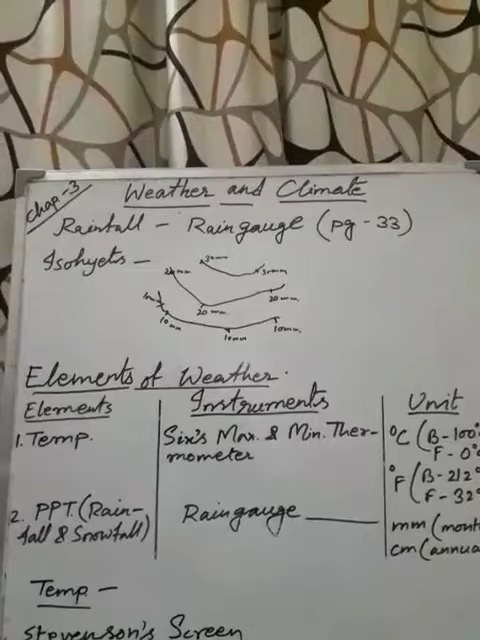 Chap-3
Weather and Climate
Rainfall - Raingauge (Pg-33)
Isohyets -
30mm
30mm
20mm
20mm
20mm
10mm
10mm
10mm
Elements of Weather.
Elements Instruments Unit
1. Temp. Six's Max. & Min. Ther-
mometer
°C (B-100°
F-0°
°F (B-212°
F-32°
2. PPT. (Rain-
fall & Snowfall)
Raingauge
mm (mont
cm (annua
Temp -
Stevenson's Screen